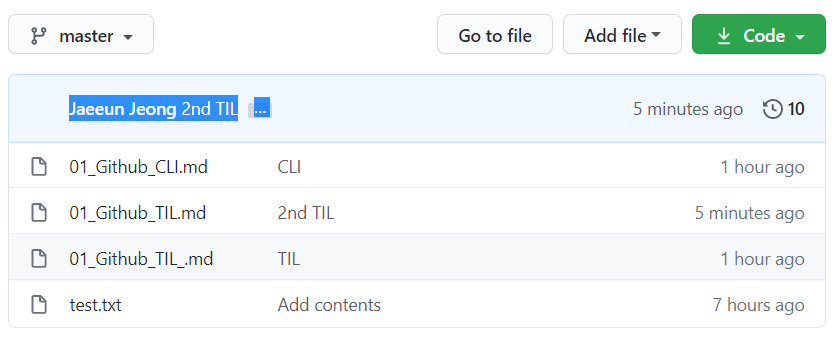 master Go to file Add file Code
Jaeeun Jeong 2nd TIL ... 5 minutes ago 10
01_Github_CLI.md CLI 1 hour ago
01_Github_TIL.md 2nd TIL 5 minutes ago
01_Github_TIL_.md TIL 1 hour ago
test.txt Add contents 7 hours ago